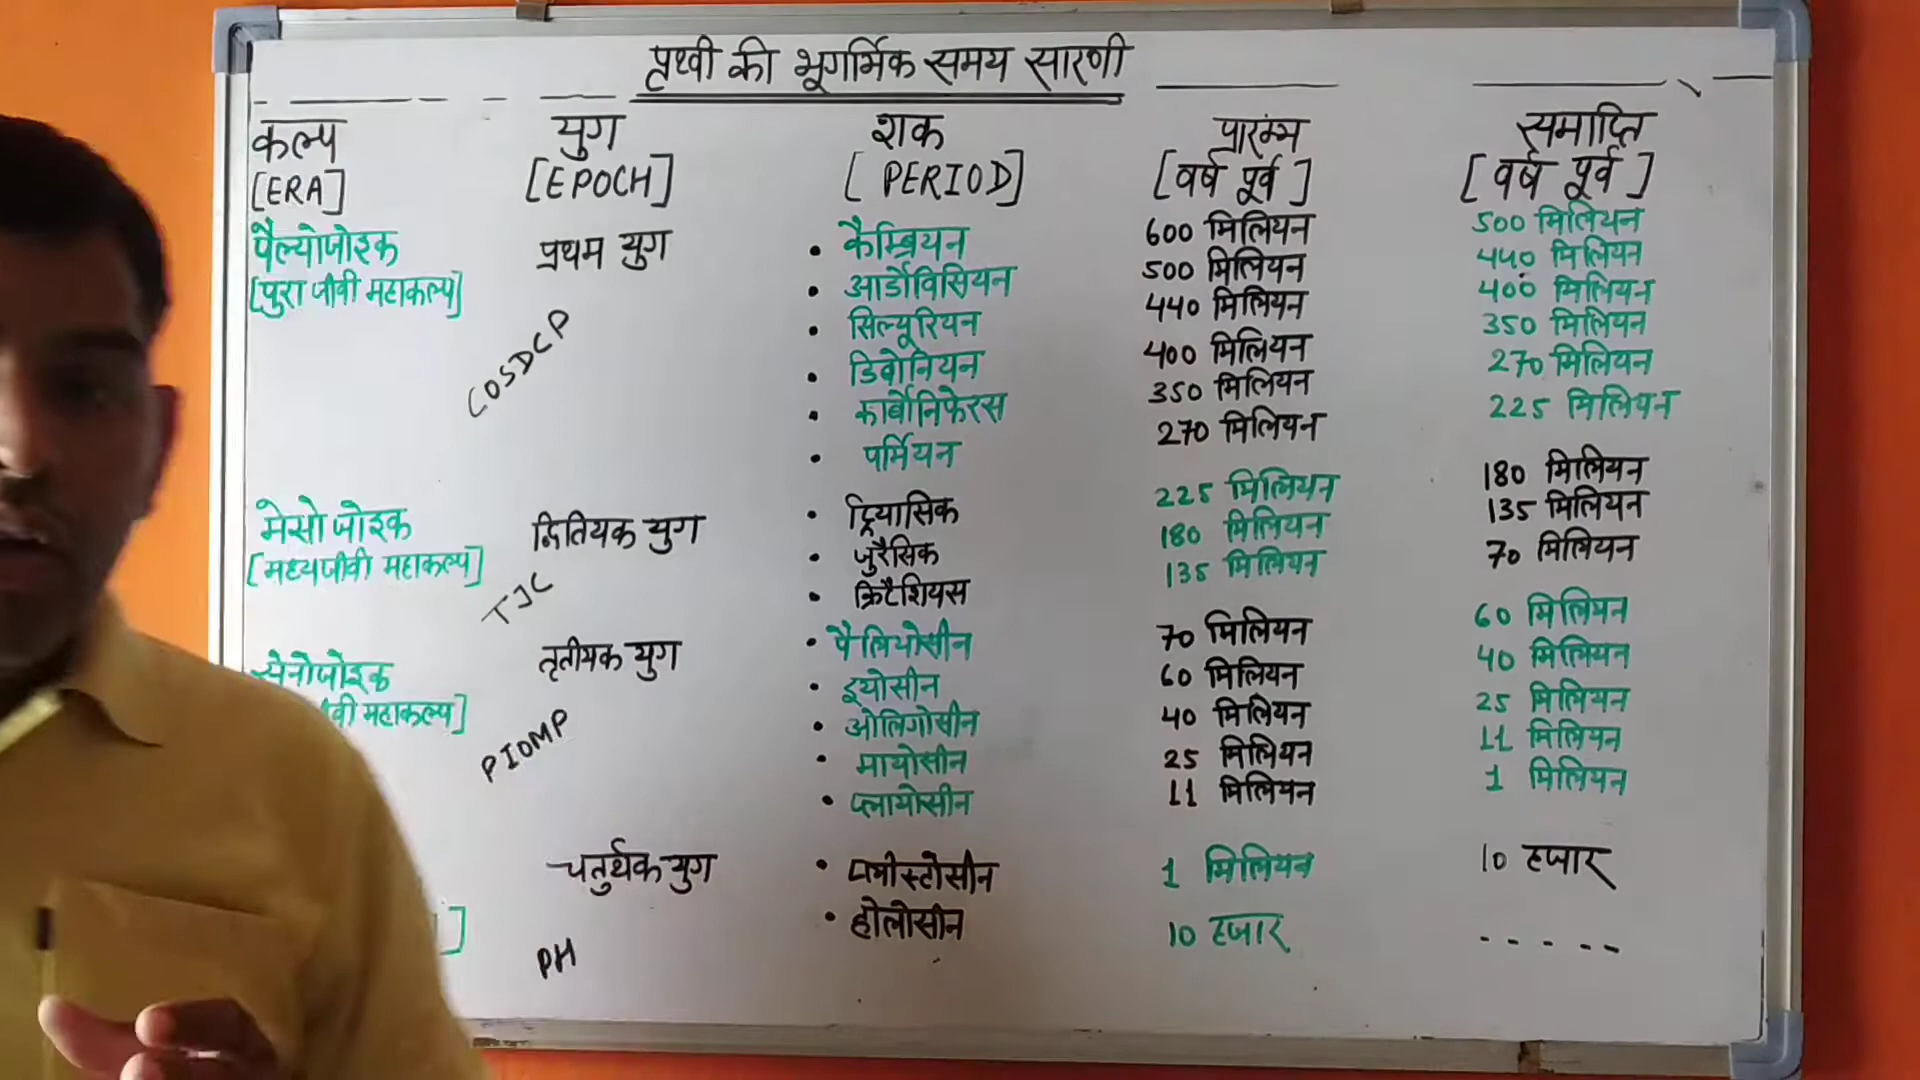 पृथ्वी की भूगर्भिक समय सारणी
कल्प युग शक प्रारम्भ समाप्ति
[ERA] [EPOCH] [PERIOD] [वर्ष पूर्व] [वर्ष पूर्व]
पैल्योजोइक प्रथम युग • कैम्ब्रियन 600 मिलियन 500 मिलियन
[पुरा जीवी महाकल्प] • आर्डोविसियन 500 मिलियन 440 मिलियन
• सिल्यूरियन 440 मिलियन 400 मिलियन
COSDCP • डिवोनियन 400 मिलियन 350 मिलियन
• कार्बोनिफेरस 350 मिलियन 270 मिलियन
• पर्मियन 270 मिलियन 225 मिलियन
मेसोजोइक द्वितियक युग • ट्रियासिक 225 मिलियन 180 मिलियन
[मध्यजीवी महाकल्प] • जुरैसिक 180 मिलियन 135 मिलियन
TJC • क्रिटैशियस 135 मिलियन 70 मिलियन
सेनोजोइक तृतीयक युग • पैलियोसीन 70 मिलियन 60 मिलियन
महाकल्प] • इयोसीन 60 मिलियन 40 मिलियन
PIOMP • ओलिगोसीन 40 मिलियन 25 मिलियन
• मायोसीन 25 मिलियन 11 मिलियन
• प्लायोसीन 11 मिलियन 1 मिलियन
चतुर्थक युग • प्लीस्टोसीन 1 मिलियन 10 हजार
] PH • होलोसीन 10 हजार - - - - -